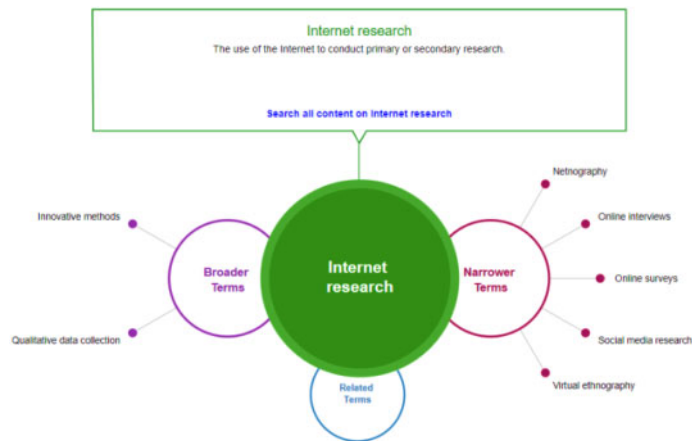 Internet research
The use of the Internet to conduct primary or secondary research.
Search all content on Internet research
Netnography
Innovative methods
Online interviews
Broader
Terms
Internet
research
Narrower
Terms
Online surveys
Qualitative data collection
Social media research
Related
Terms
Virtual ethnography